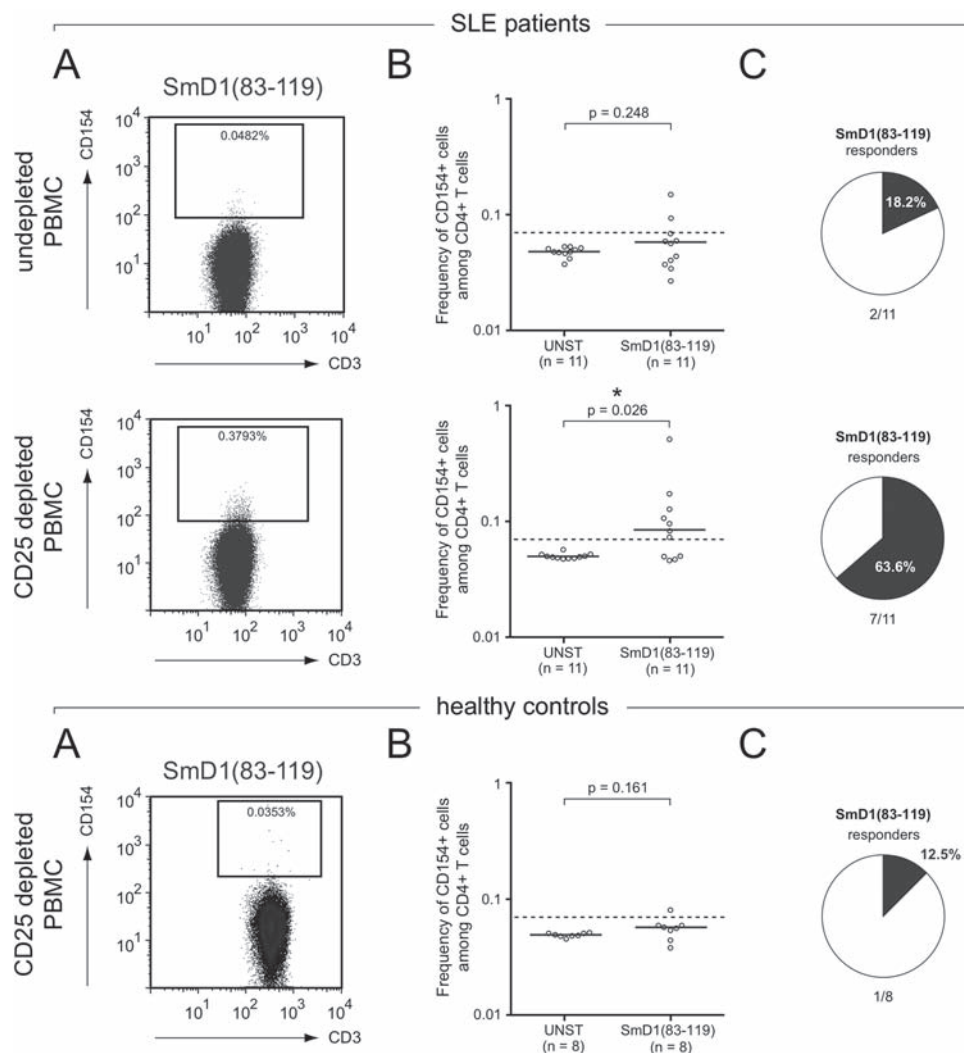 SLE patients
A
B
C
SmD1(83-119)
undepleted
PBMC
CD154
10⁴
10³
10²
10¹
0.0482%
10¹
10²
10³
10⁴
CD3
Frequency of CD154+ cells
among CD4+ T cells
1
0.1
0.01
p = 0.248
UNST
(n = 11)
SmD1(83-119)
(n = 11)
SmD1(83-119)
responders
18.2%
2/11
CD25 depleted
PBMC
CD154
10⁴
10³
10²
10¹
0.3793%
10¹
10²
10³
10⁴
CD3
Frequency of CD154+ cells
among CD4+ T cells
1
0.1
0.01
*
p = 0.026
UNST
(n = 11)
SmD1(83-119)
(n = 11)
SmD1(83-119)
responders
63.6%
7/11
healthy controls
A
B
C
SmD1(83-119)
CD25 depleted
PBMC
CD154
10⁴
10³
10²
10¹
0.0353%
10¹
10²
10³
10⁴
CD3
Frequency of CD154+ cells
among CD4+ T cells
1
0.1
0.01
p = 0.161
UNST
(n = 8)
SmD1(83-119)
(n = 8)
SmD1(83-119)
responders
12.5%
1/8